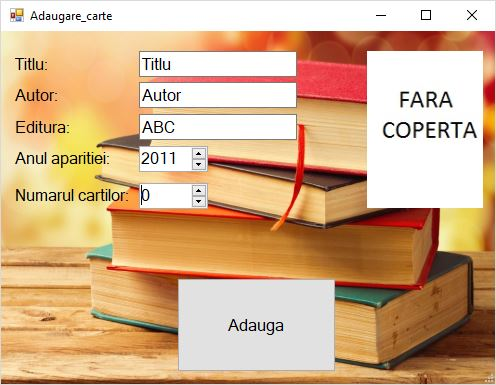 Adaugare_carte
Titlu: Titlu
Autor: Autor
Editura: ABC
Anul aparitiei: 2011
Numarul cartilor: 0
FARA
COPERTA
Adauga